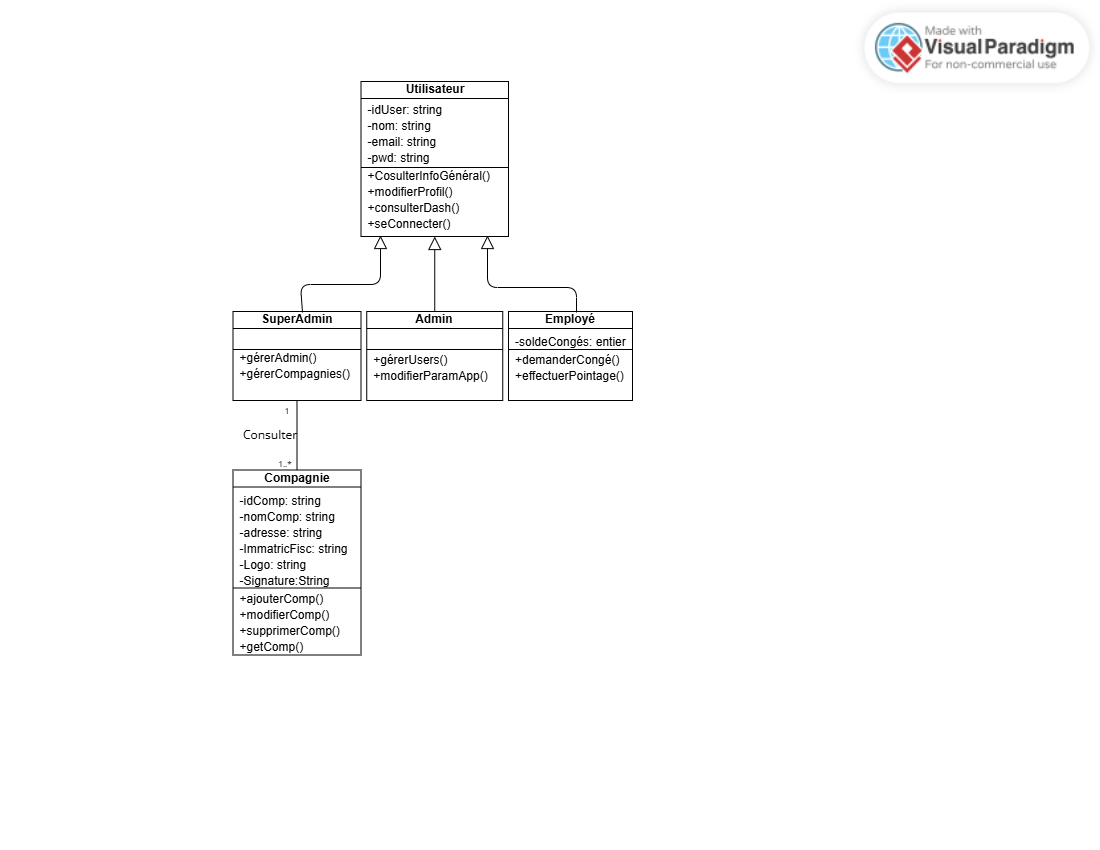 Made with
Visual Paradigm
For non-commercial use
Utilisateur
-idUser: string
-nom: string
-email: string
-pwd: string
+CosulterInfoGénéral()
+modifierProfil()
+consulterDash()
+seConnecter()
SuperAdmin
+gérerAdmin()
+gérerCompagnies()
Admin
+gérerUsers()
+modifierParamApp()
Employé
-soldeCongés: entier
+demanderCongé()
+effectuerPointage()
1
Consulter
1..*
Compagnie
-idComp: string
-nomComp: string
-adresse: string
-ImmatricFisc: string
-Logo: string
-Signature:String
+ajouterComp()
+modifierComp()
+supprimerComp()
+getComp()